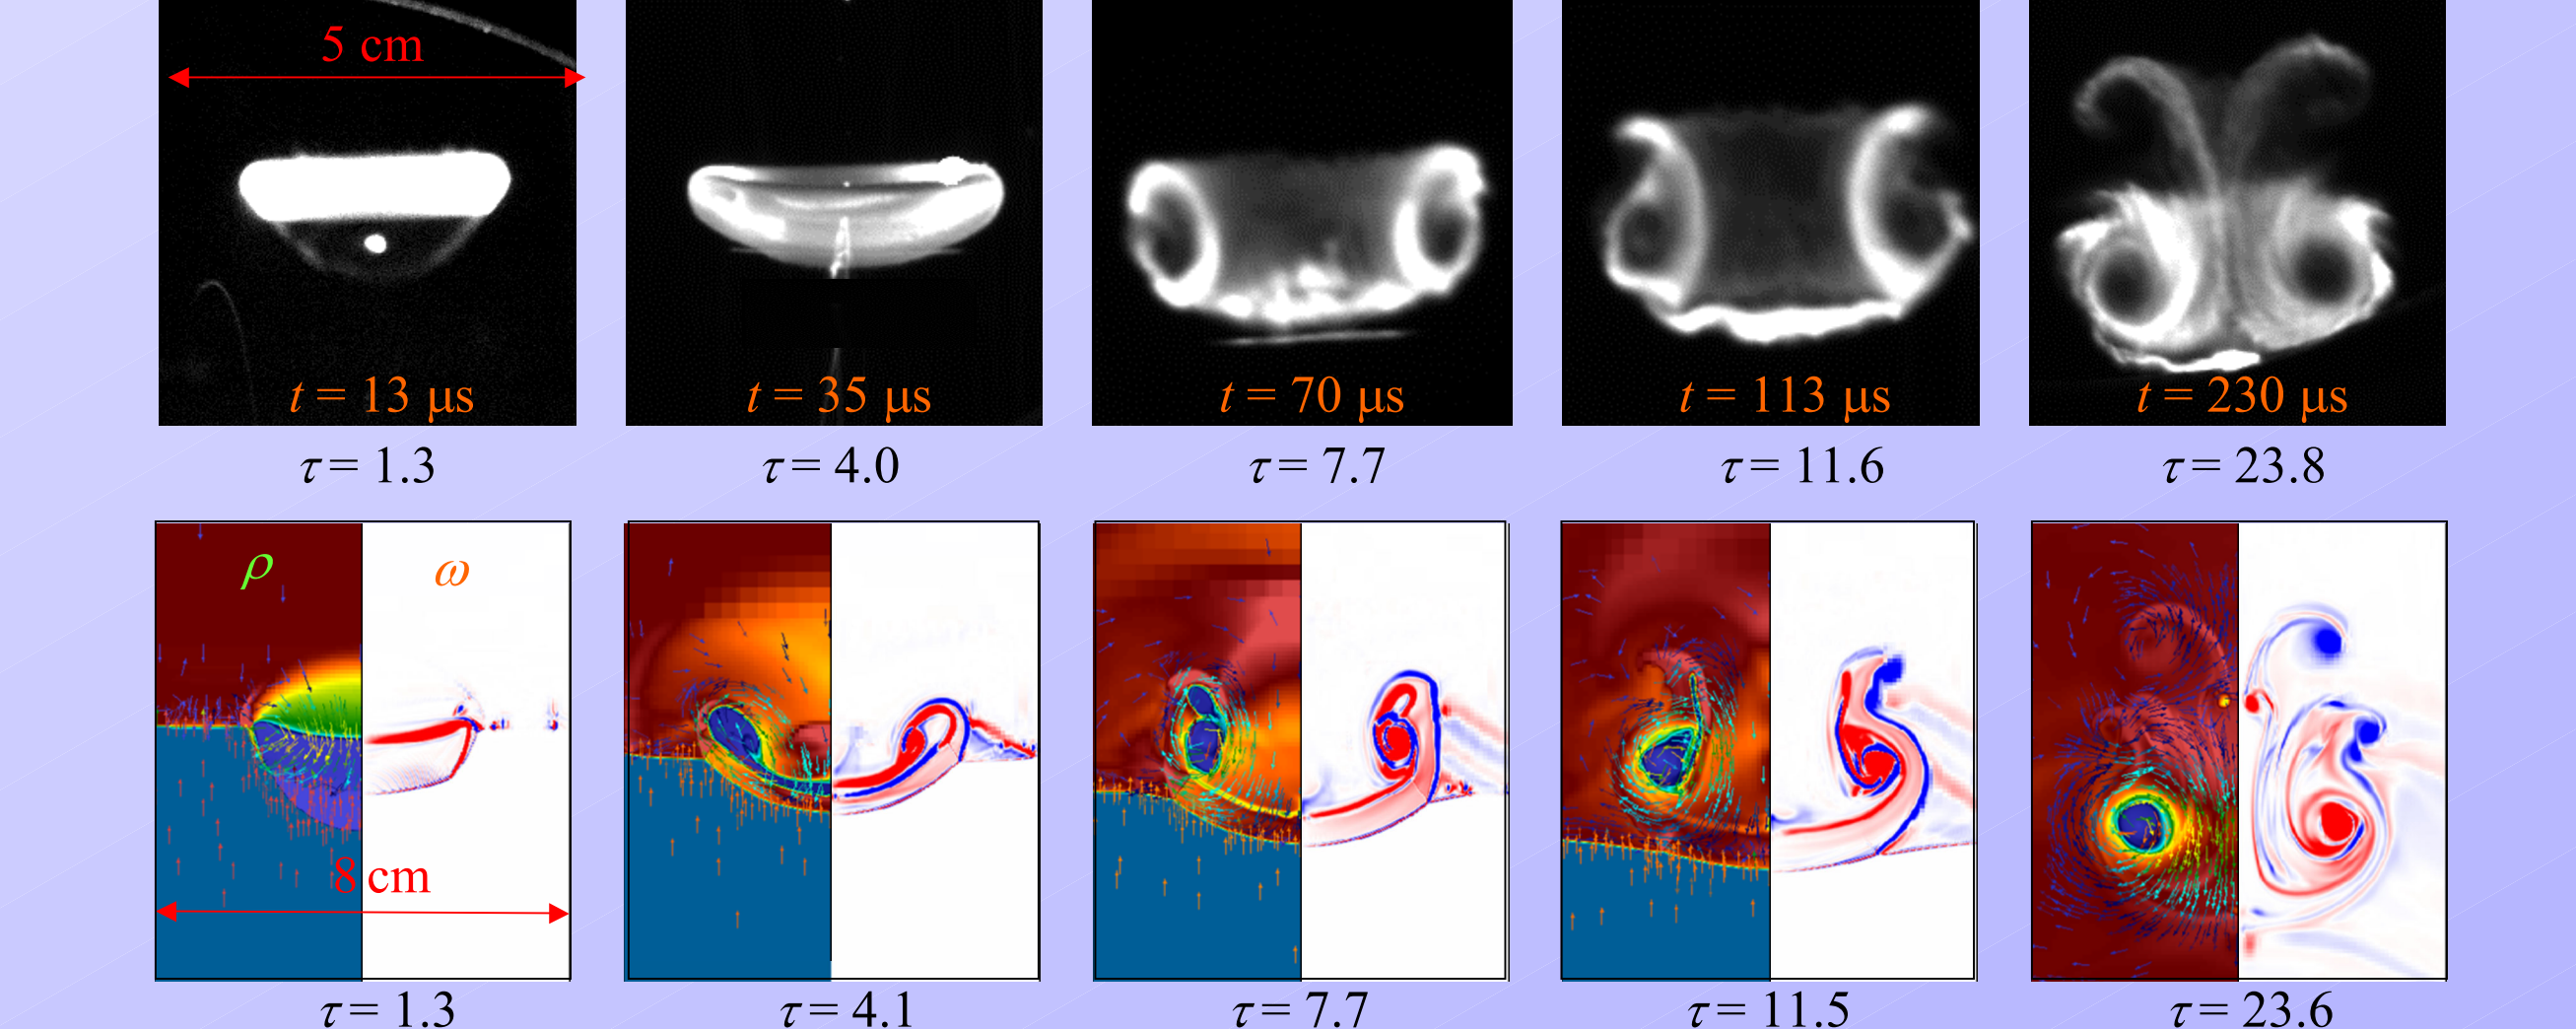 5 cm
t = 13 μs
t = 35 μs
t = 70 μs
t = 113 μs
t = 230 μs
τ = 1.3
τ = 4.0
τ = 7.7
τ = 11.6
τ = 23.8
ρ
ω
8 cm
τ = 1.3
τ = 4.1
τ = 7.7
τ = 11.5
τ = 23.6